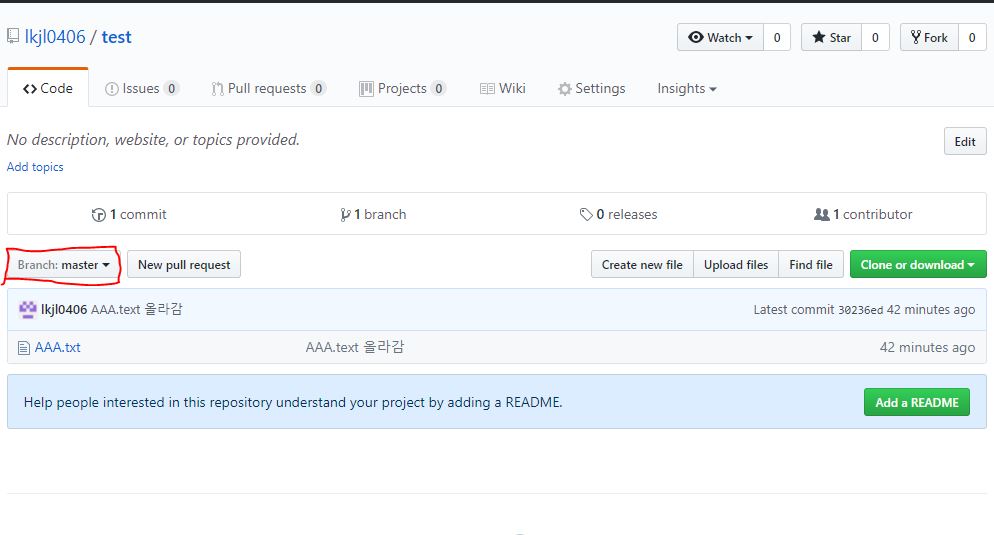 lkjl0406 / test Watch 0 Star 0 Fork 0
Code Issues 0 Pull requests 0 Projects 0 Wiki Settings Insights
No description, website, or topics provided. Edit
Add topics
1 commit 1 branch 0 releases 1 contributor
Branch: master New pull request Create new file Upload files Find file Clone or download
lkjl0406 AAA.text 올라감 Latest commit 30236ed 42 minutes ago
AAA.txt AAA.text 올라감 42 minutes ago
Help people interested in this repository understand your project by adding a README. Add a README